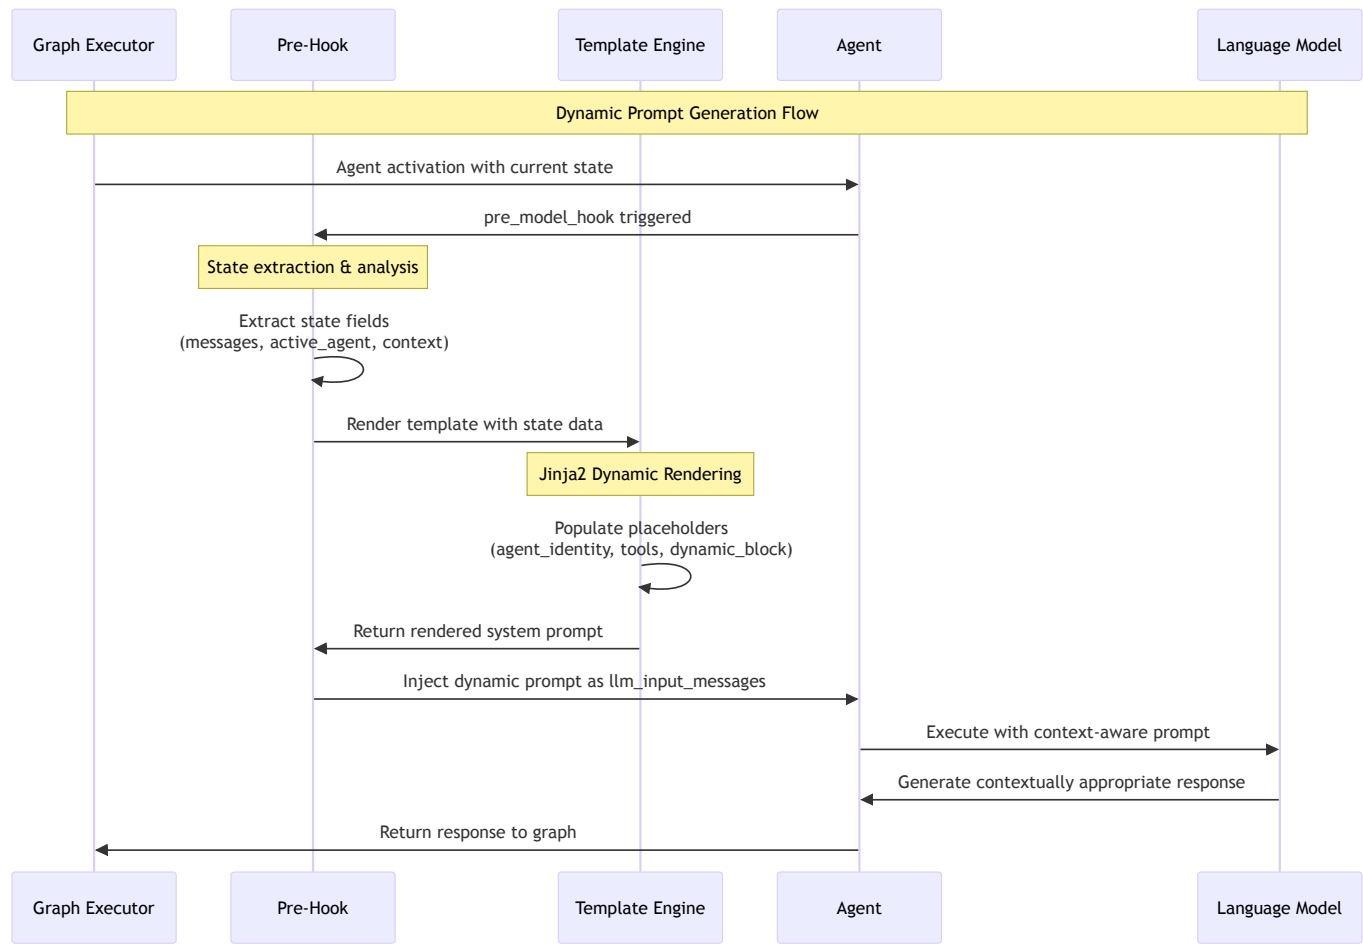 Graph Executor
Pre-Hook
Template Engine
Agent
Language Model
Dynamic Prompt Generation Flow
Agent activation with current state
pre_model_hook triggered
State extraction & analysis
Extract state fields
(messages, active_agent, context)
Render template with state data
Jinja2 Dynamic Rendering
Populate placeholders
(agent_identity, tools, dynamic_block)
Return rendered system prompt
Inject dynamic prompt as llm_input_messages
Execute with context-aware prompt
Generate contextually appropriate response
Return response to graph
Graph Executor
Pre-Hook
Template Engine
Agent
Language Model